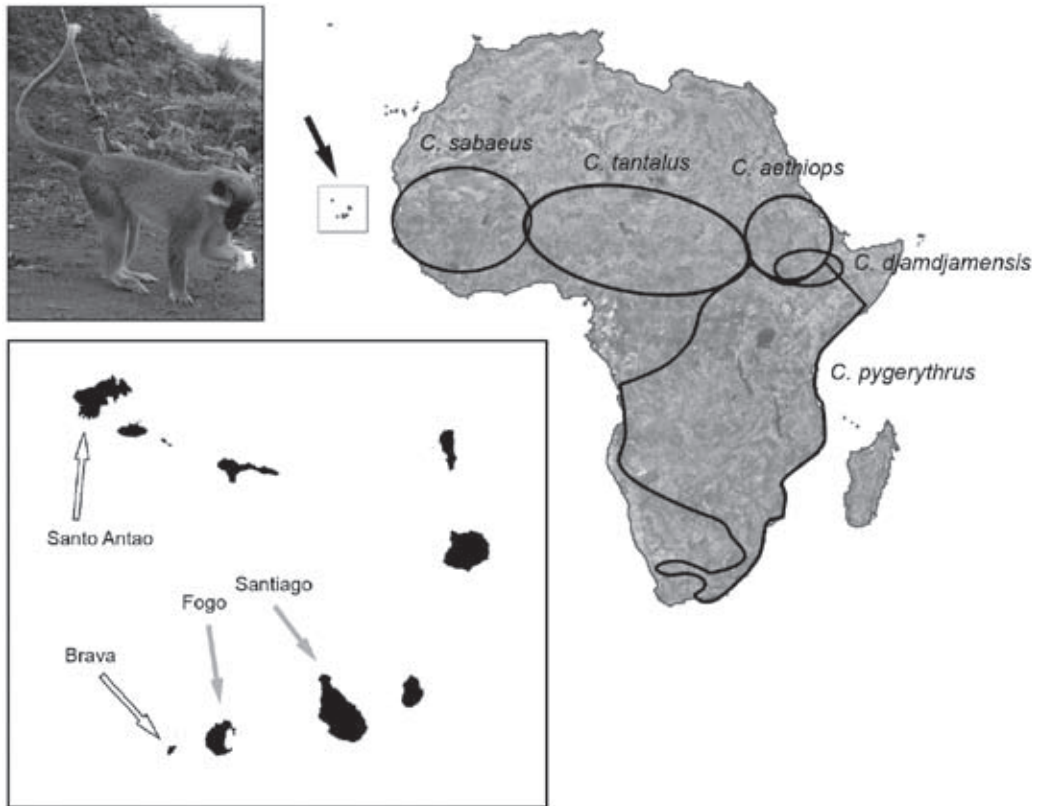 C. sabaeus
C. tantalus
C. aethiops
C. djamdjamensis
C. pygerythrus
Santo Antao
Santiago
Fogo
Brava